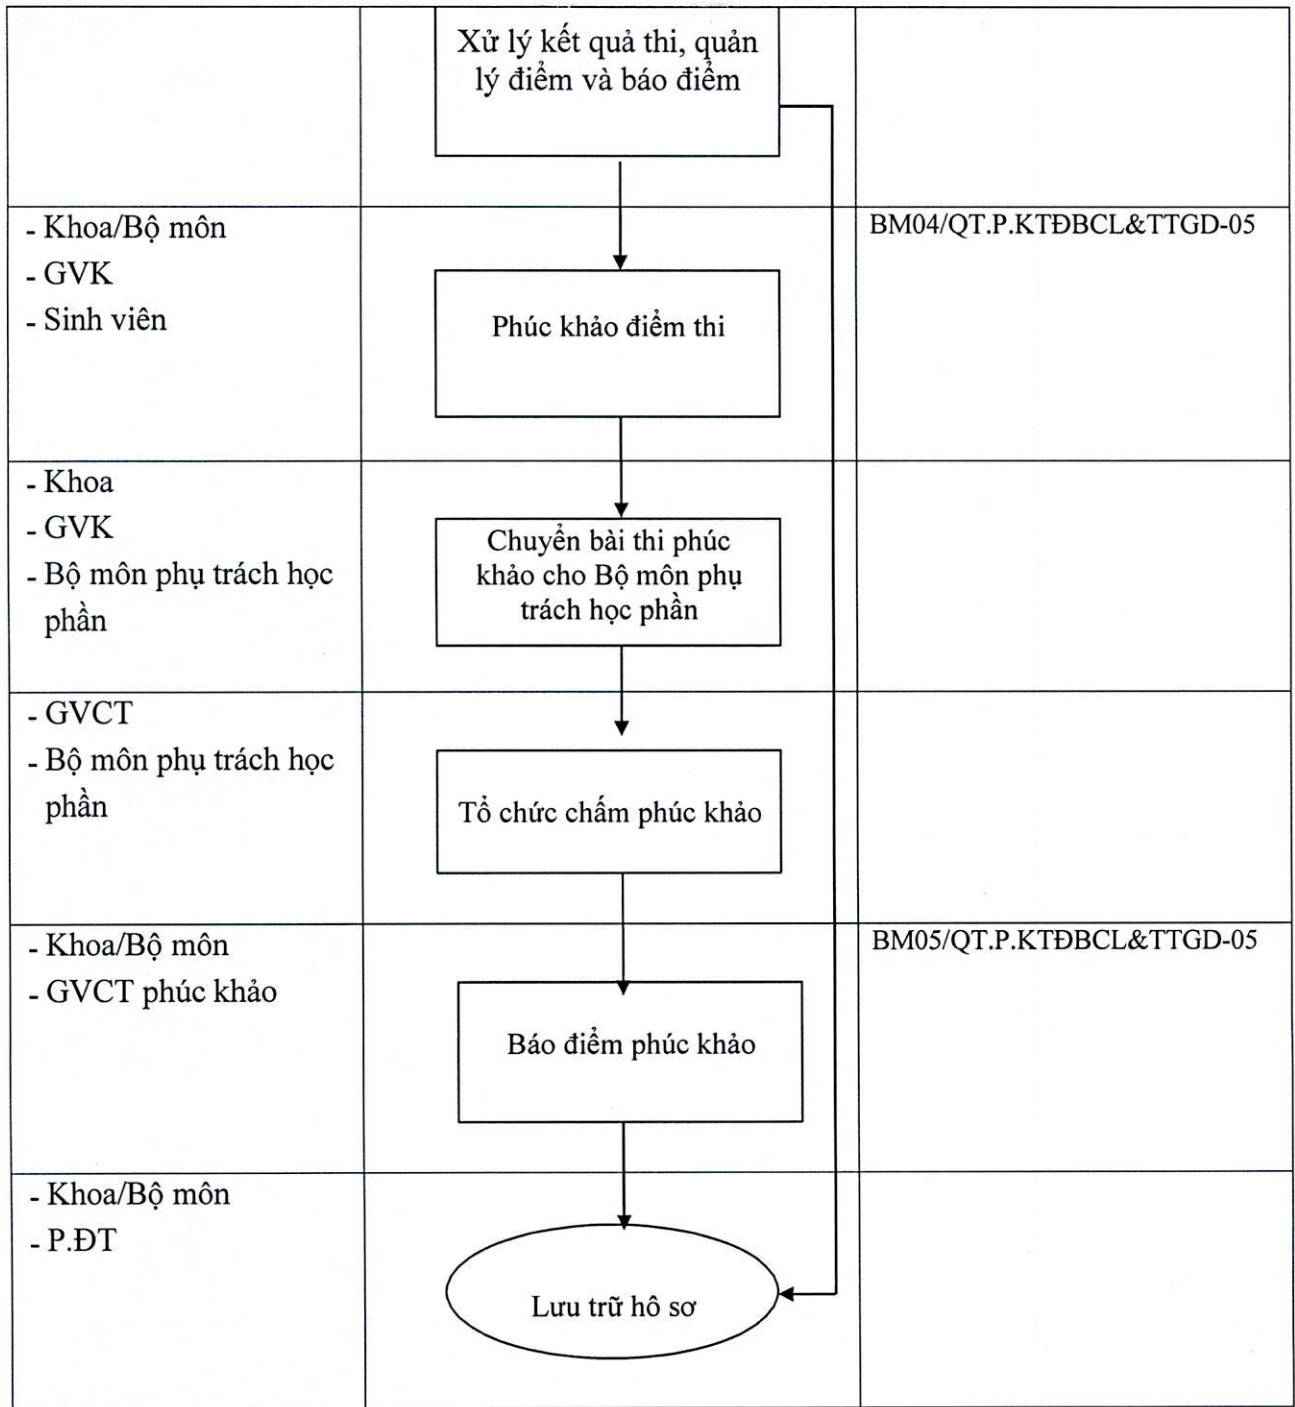 Xử lý kết quả thi, quản
lý điểm và báo điểm
- Khoa/Bộ môn
- GVK
- Sinh viên
Phúc khảo điểm thi
BM04/QT.P.KTĐBCL&TTGD-05
- Khoa
- GVK
- Bộ môn phụ trách học
phần
Chuyển bài thi phúc
khảo cho Bộ môn phụ
trách học phần
- GVCT
- Bộ môn phụ trách học
phần
Tổ chức chấm phúc khảo
- Khoa/Bộ môn
- GVCT phúc khảo
Báo điểm phúc khảo
BM05/QT.P.KTĐBCL&TTGD-05
- Khoa/Bộ môn
- P.ĐT
Lưu trữ hô sơ